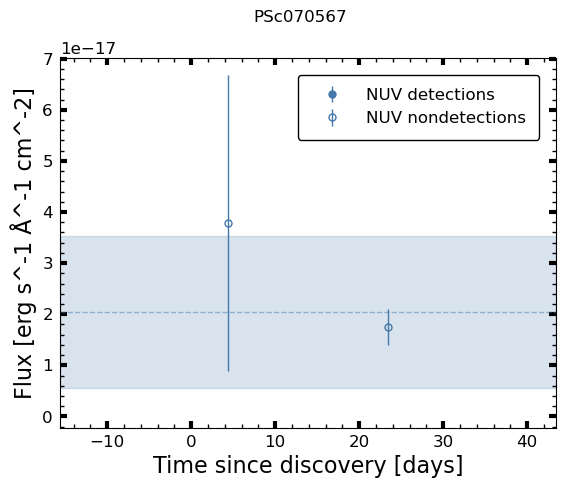 PSc070567
1e−17
NUV detections
NUV nondetections
7
6
5
4
3
2
1
0
Flux [erg s^-1 Å^-1 cm^-2]
−10 0 10 20 30 40
Time since discovery [days]